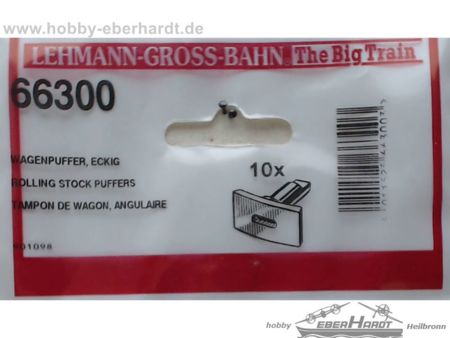 www.hobby-eberhardt.de
LEHMANN-GROSS-BAHN® The Big Train
66300
WAGENPUFFER, ECKIG
ROLLING STOCK PUFFERS
TAMPON DE WAGON, ANGULAIRE
901098
10x
hobby EBERHARDT Heilbronn